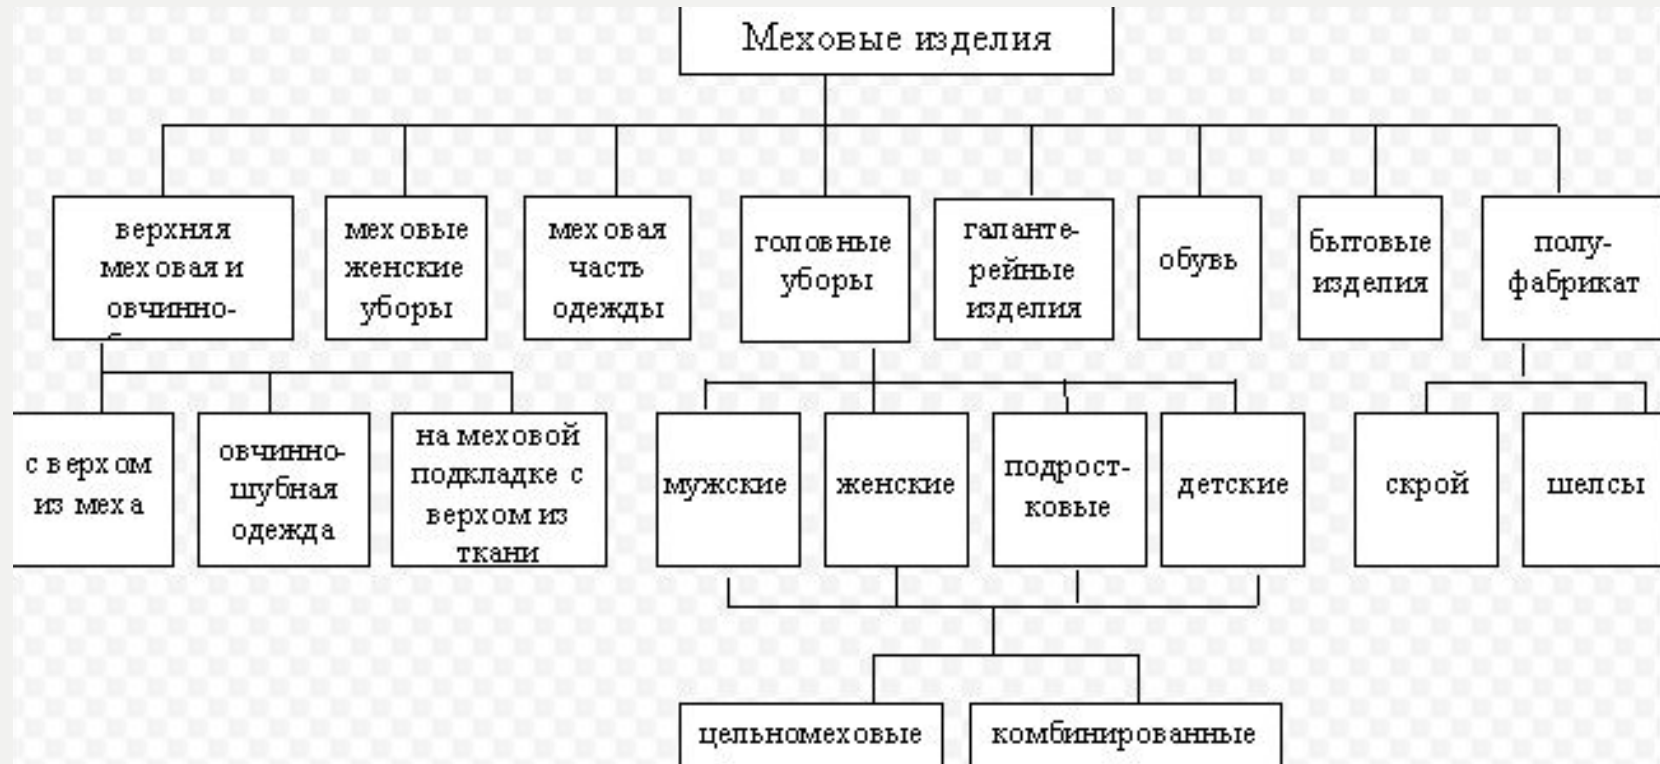 Меховые изделия
верхняя
меховая и
овчинно-
меховые
женские
уборы
меховая
часть
одежды
головные
уборы
галанте-
рейные
изделия
обувь
бытовые
изделия
полу-
фабрикат
с верхом
из меха
овчинно-
шубная
одежда
на меховой
подкладке с
верхом из
ткани
мужские
женские
подрост-
ковые
детские
скрой
шелсы
цельномеховые
комбинированные